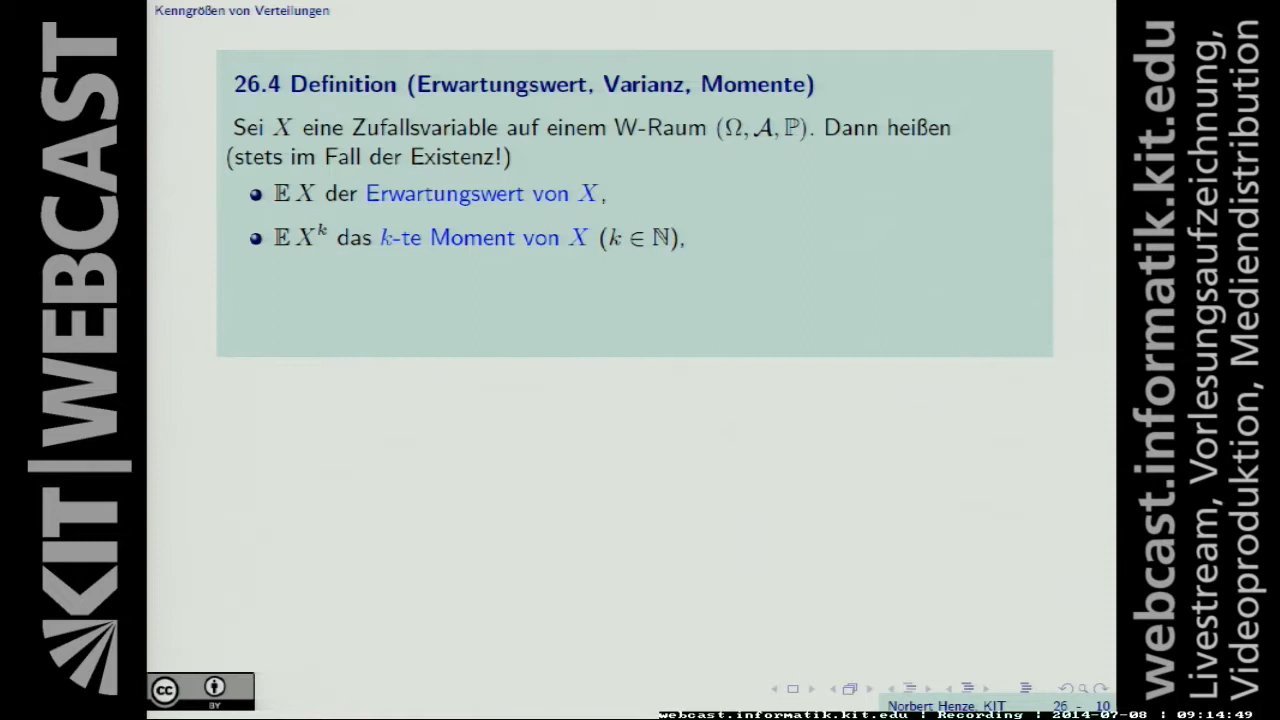 Kenngrößen von Verteilungen
26.4 Definition (Erwartungswert, Varianz, Momente)
Sei X eine Zufallsvariable auf einem W-Raum (Ω, 𝒜, ℙ). Dann heißen
(stets im Fall der Existenz!)
𝔼 X der Erwartungswert von X,
𝔼 X^k das k-te Moment von X (k ∈ ℕ),
KIT | WEBCAST
cc
BY
Norbert Henze, KIT 26 - 10
webcast.informatik.kit.edu | Recording : 2014-07-08 : 09:14:49
webcast.informatik.kit.edu
Livestream, Vorlesungsaufzeichnung,
Videoproduktion, Mediendistribution